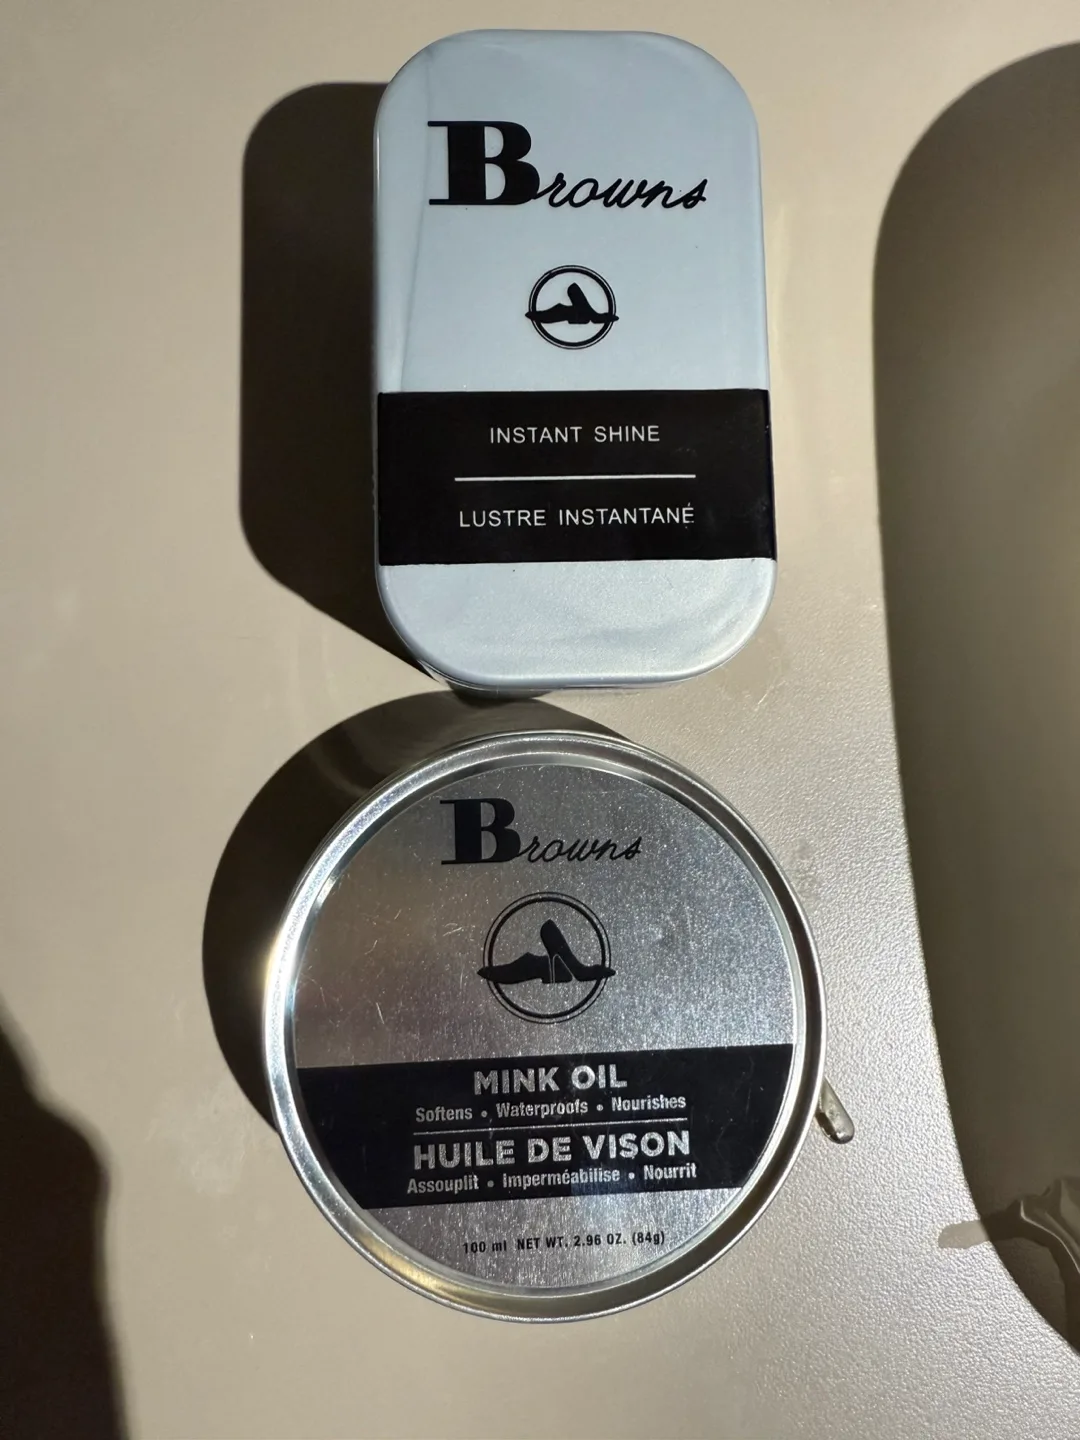 Browns
INSTANT SHINE
LUSTRE INSTANTANÉ
Browns
MINK OIL
Softens • Waterproofs • Nourishes
HUILE DE VISON
Assouplit • Imperméabilise • Nourrit
100 ml NET WT. 2.96 OZ. (84g)